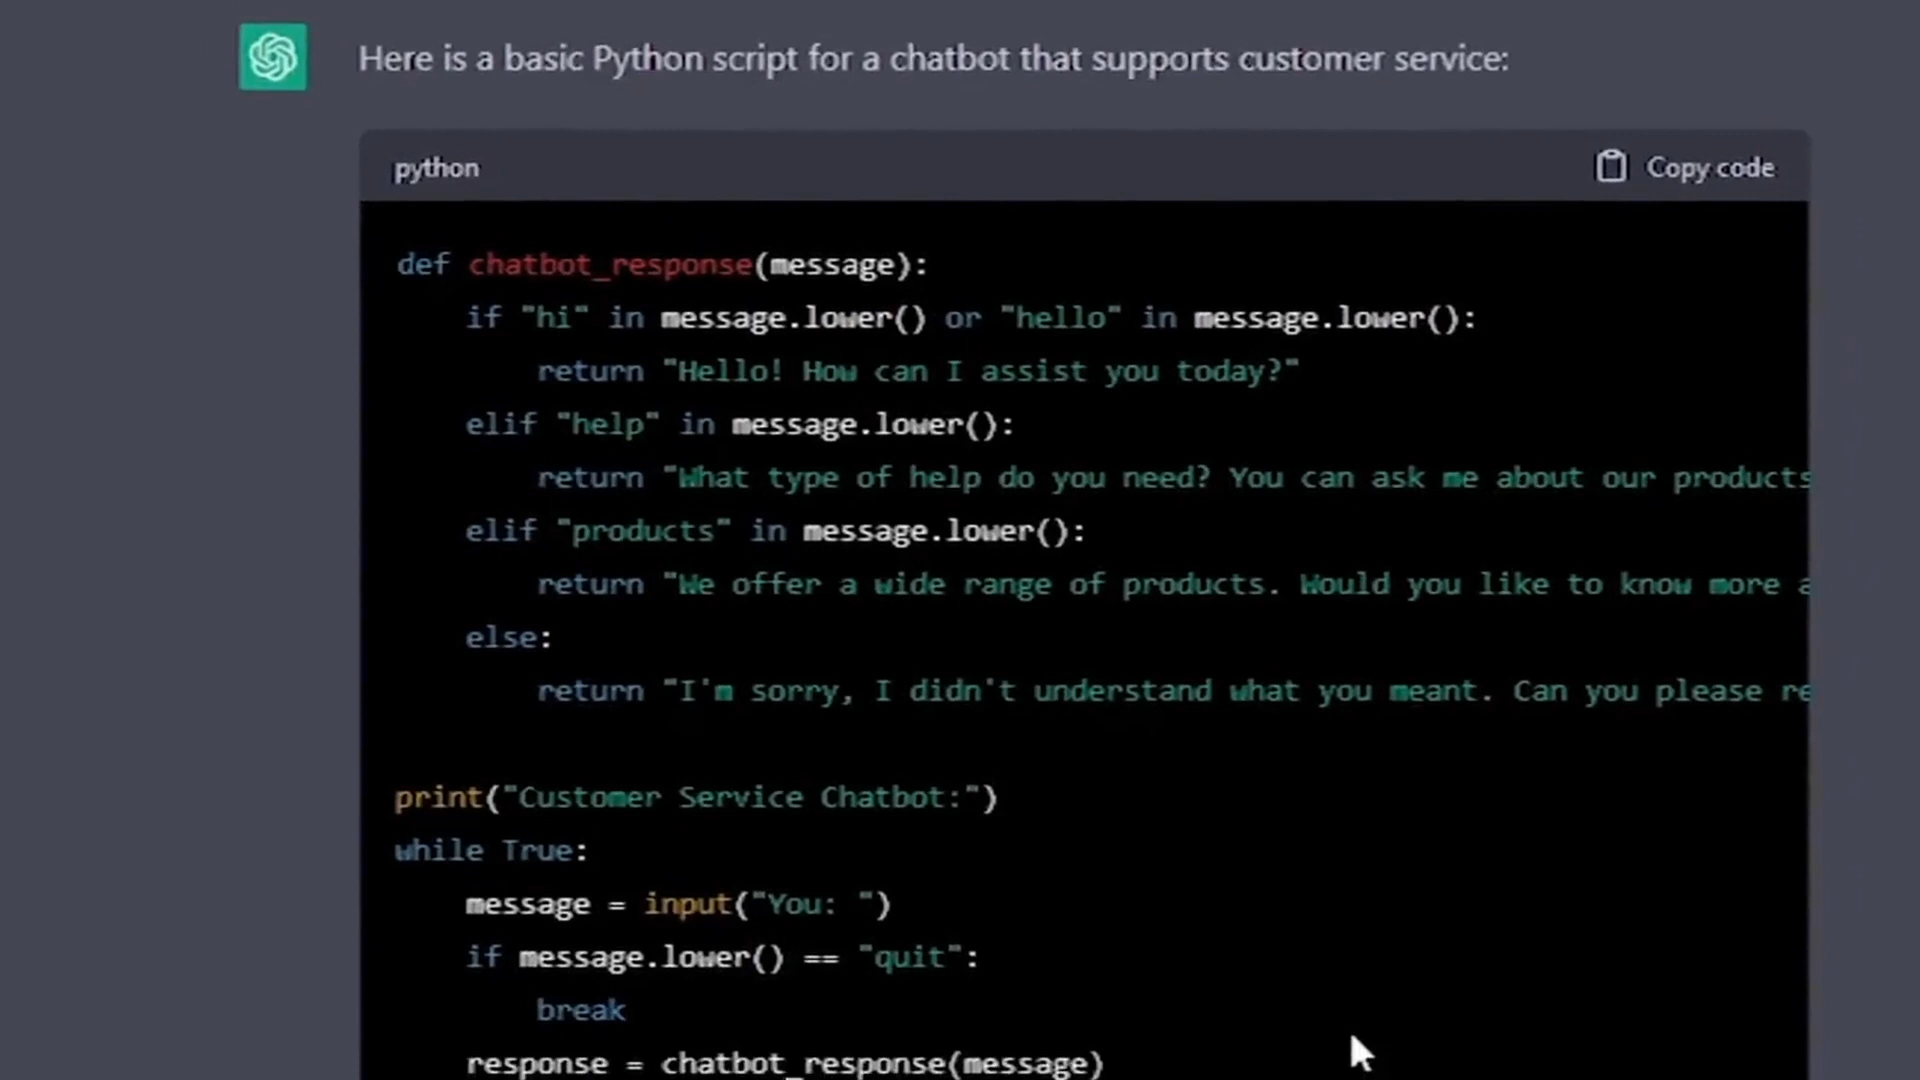 Here is a basic Python script for a chatbot that supports customer service:
python
Copy code
def chatbot_response(message):
    if "hi" in message.lower() or "hello" in message.lower():
        return "Hello! How can I assist you today?"
    elif "help" in message.lower():
        return "What type of help do you need? You can ask me about our products
    elif "products" in message.lower():
        return "We offer a wide range of products. Would you like to know more a
    else:
        return "I'm sorry, I didn't understand what you meant. Can you please re
print("Customer Service Chatbot:")
while True:
    message = input("You: ")
    if message.lower() == "quit":
        break
    response = chatbot_response(message)